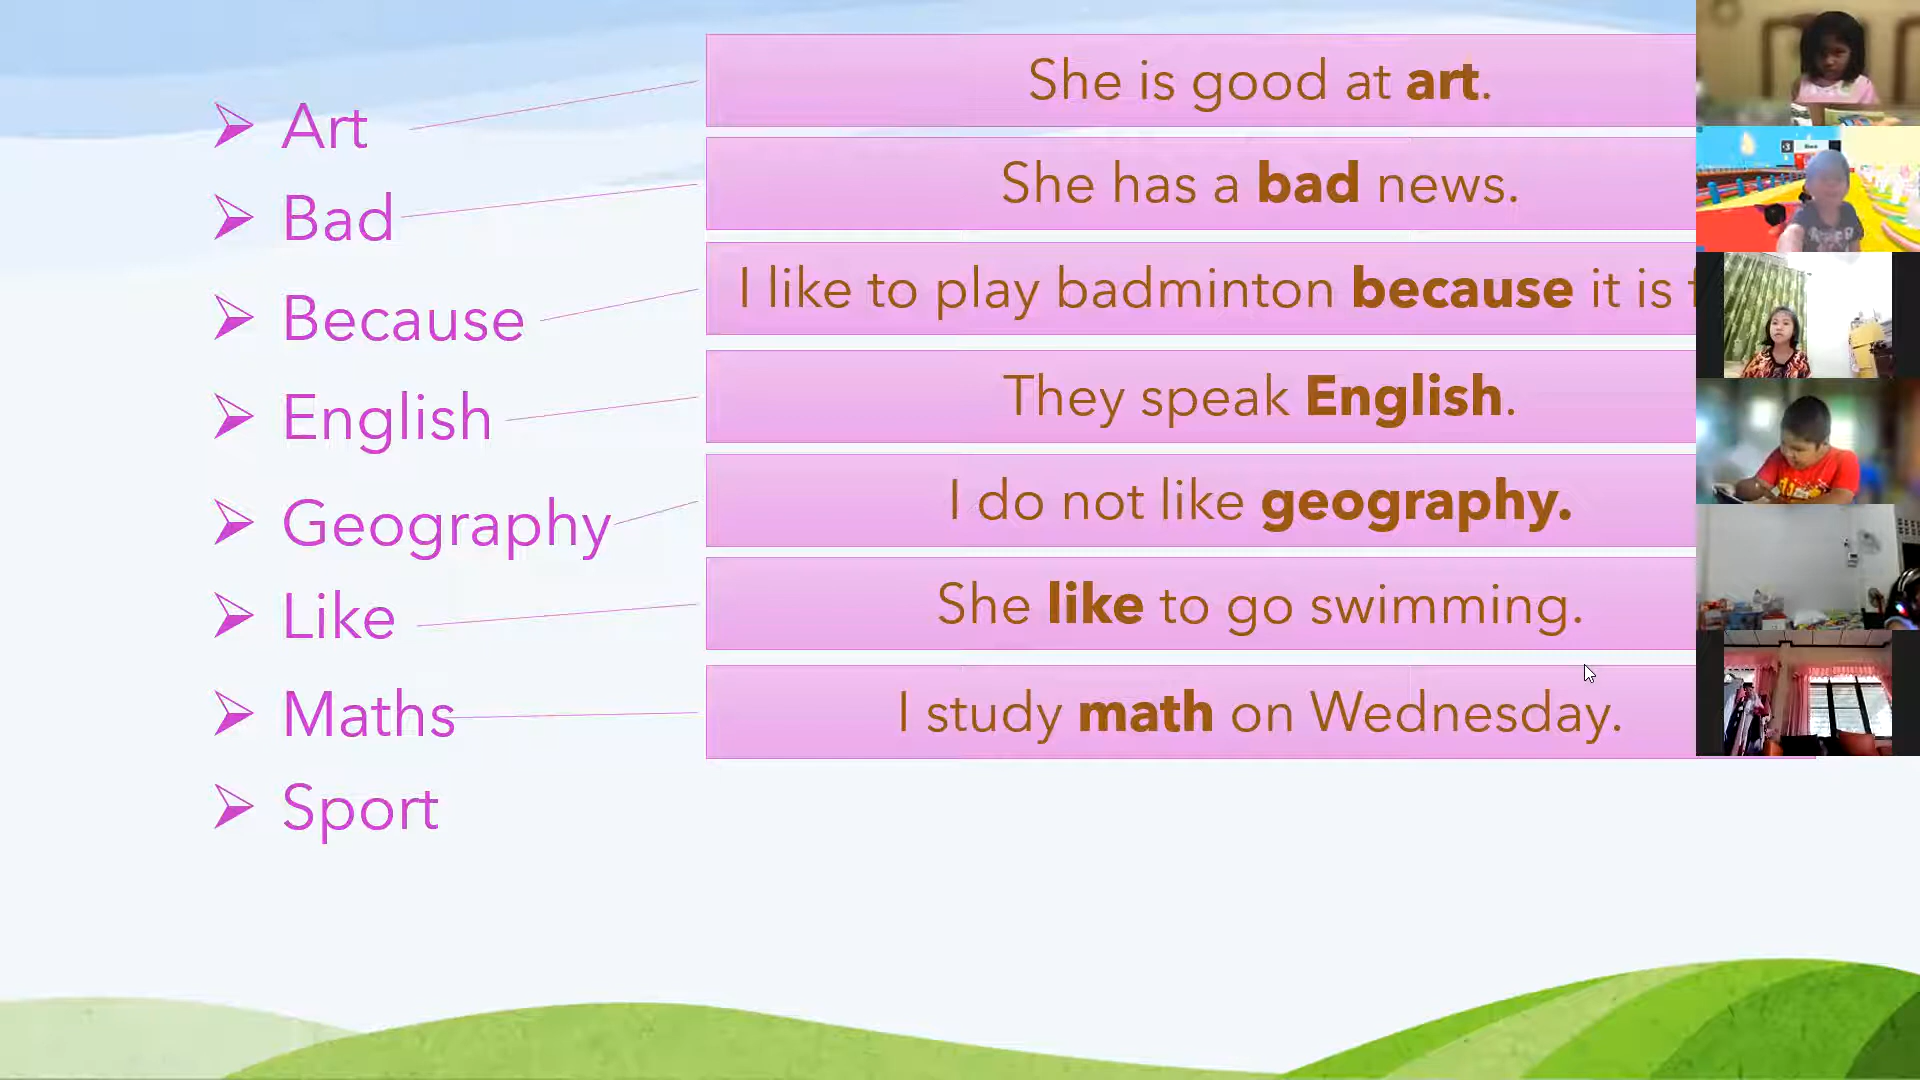 Art
She is good at art.
Bad
She has a bad news.
Because
I like to play badminton because it is
English
They speak English.
Geography
I do not like geography.
Like
She like to go swimming.
Maths
I study math on Wednesday.
Sport